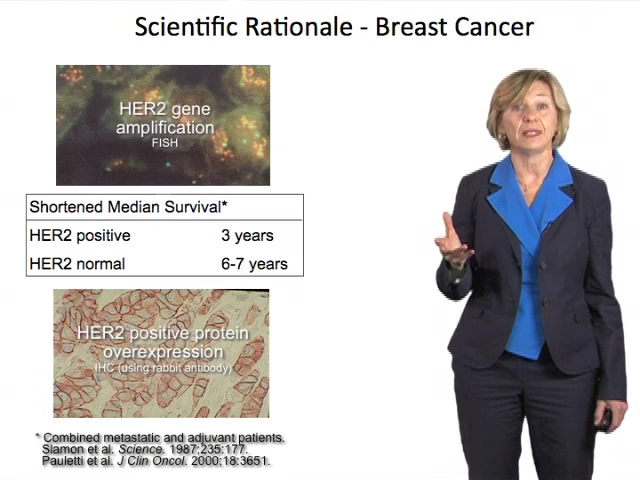 Scientific Rationale - Breast Cancer
HER2 gene
amplification
FISH
Shortened Median Survival*
HER2 positive 3 years
HER2 normal 6-7 years
HER2 positive protein
overexpression
IHC (using rabbit antibody)
* Combined metastatic and adjuvant patients.
Slamon et al. Science. 1987;235:177.
Pauletti et al. J Clin Oncol. 2000;18:3651.